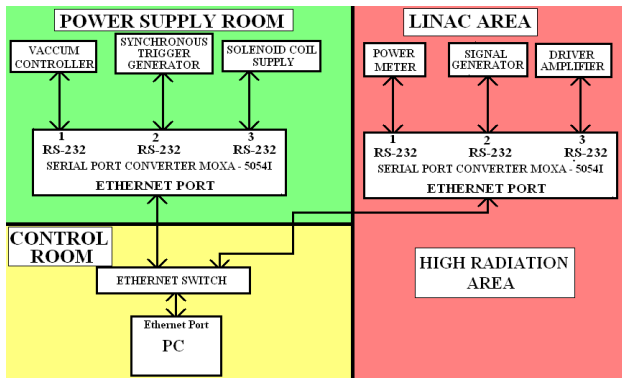 POWER SUPPLY ROOM
VACCUM
CONTROLLER
SYNCHRONOUS
TRIGGER
GENERATOR
SOLENOID COIL
SUPPLY
1
2
3
RS-232
RS-232
RS-232
SERIAL PORT CONVERTER MOXA - 5054I
ETHERNET PORT
LINAC AREA
POWER
METER
SIGNAL
GENERATOR
DRIVER
AMPLIFIER
1
2
3
RS-232
RS-232
RS-232
SERIAL PORT CONVERTER MOXA - 5054I
ETHERNET PORT
CONTROL
ROOM
ETHERNET SWITCH
Ethernet Port
PC
HIGH RADIATION
AREA